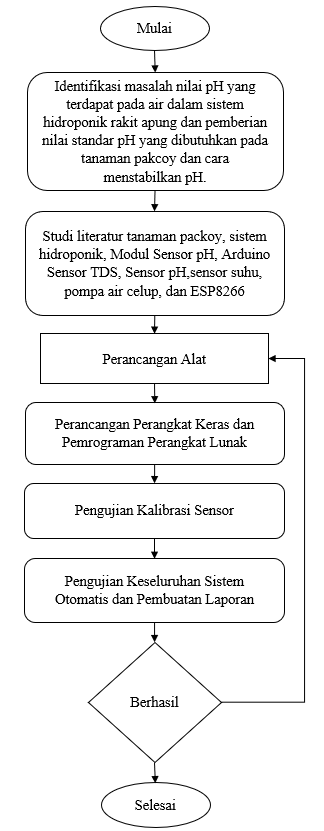 Mulai
Identifikasi masalah nilai pH yang
terdapat pada air dalam sistem
hidroponik rakit apung dan pemberian
nilai standar pH yang dibutuhkan pada
tanaman pakcoy dan cara
menstabilkan pH.
Studi literatur tanaman packoy, sistem
hidroponik, Modul Sensor pH, Arduino
Sensor TDS, Sensor pH,sensor suhu,
pompa air celup, dan ESP8266
Perancangan Alat
Perancangan Perangkat Keras dan
Pemrograman Perangkat Lunak
Pengujian Kalibrasi Sensor
Pengujian Keseluruhan Sistem
Otomatis dan Pembuatan Laporan
Berhasil
Selesai